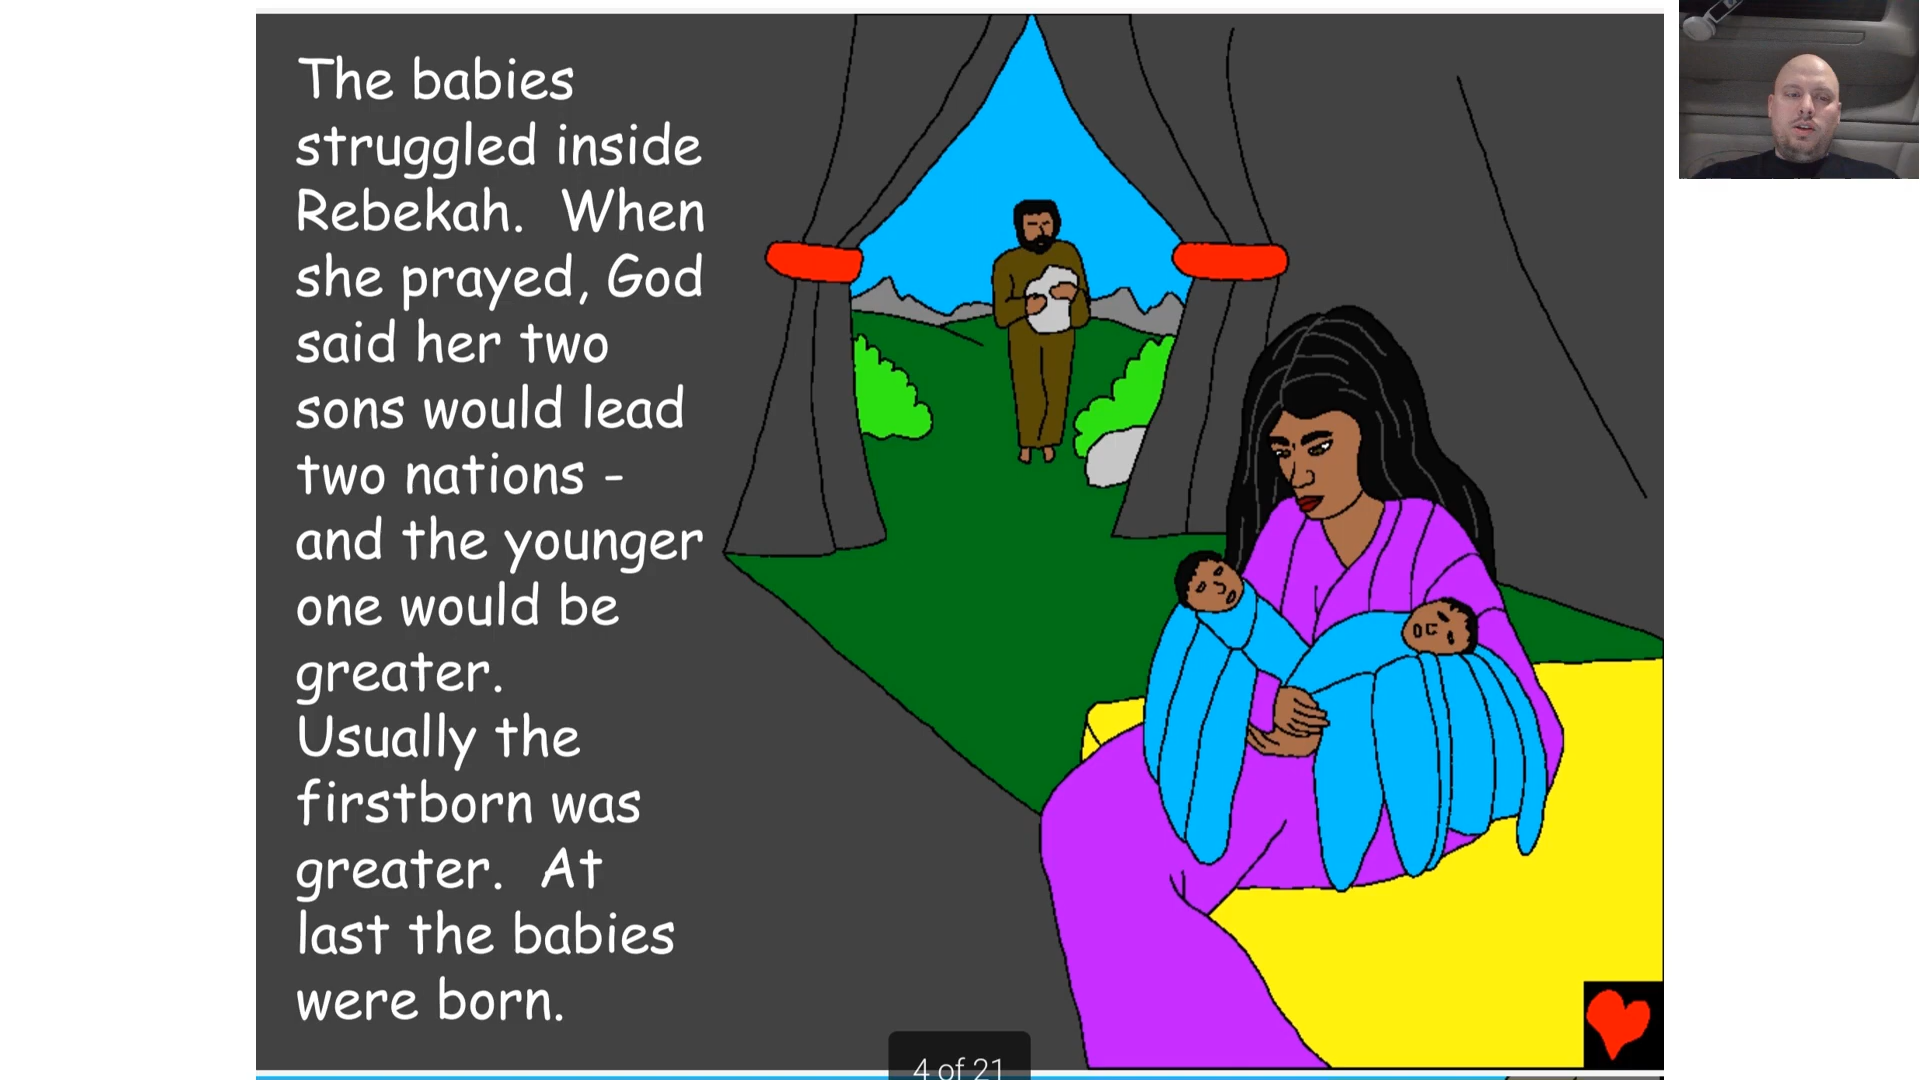 The babies
struggled inside
Rebekah.  When
she prayed, God
said her two
sons would lead
two nations -
and the younger
one would be
greater.
Usually the
firstborn was
greater.  At
last the babies
were born.
4 of 21